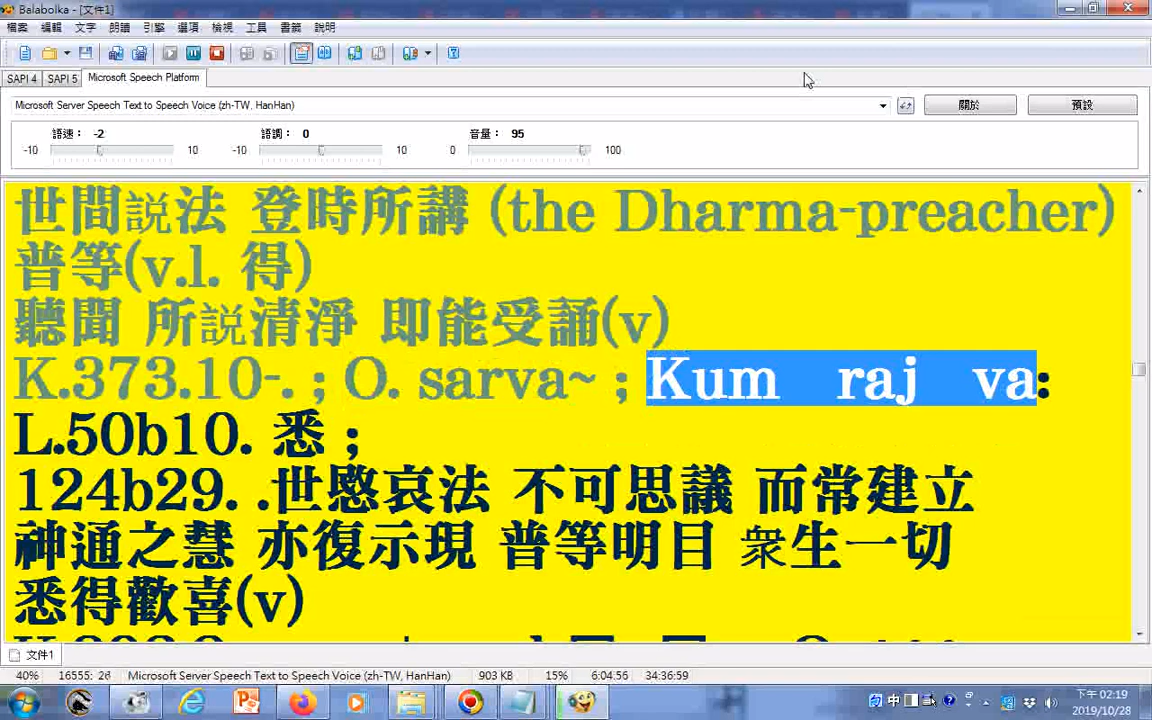 Balabolka - [文件1]
檔案 編輯 文字 朗讀 引擎 選項 檢視 工具 書籤 說明
SAPI 4 SAPI 5 Microsoft Speech Platform
Microsoft Server Speech Text to Speech Voice (zh-TW, HanHan) 關於 預設
語速： -2 語調： 0 音量： 95
-10 10 -10 10 0 100
世間説法 登時所講 (the Dharma-preacher)
普等(v.l. 得)
聽聞 所説清淨 即能受誦(v)
K.373.10-. ; O. sarva~ ; Kum raj va:
L.50b10. 悉 ;
124b29. .世愍哀法 不可思議 而常建立
神通之慧 亦復示現 普等明目 衆生一切
悉得歡喜(v)
文件1
40% 16555: 26 Microsoft Server Speech Text to Speech Voice (zh-TW, HanHan) 903 KB 15% 6:04:56 34:36:59
中
下午 02:19
2019/10/28